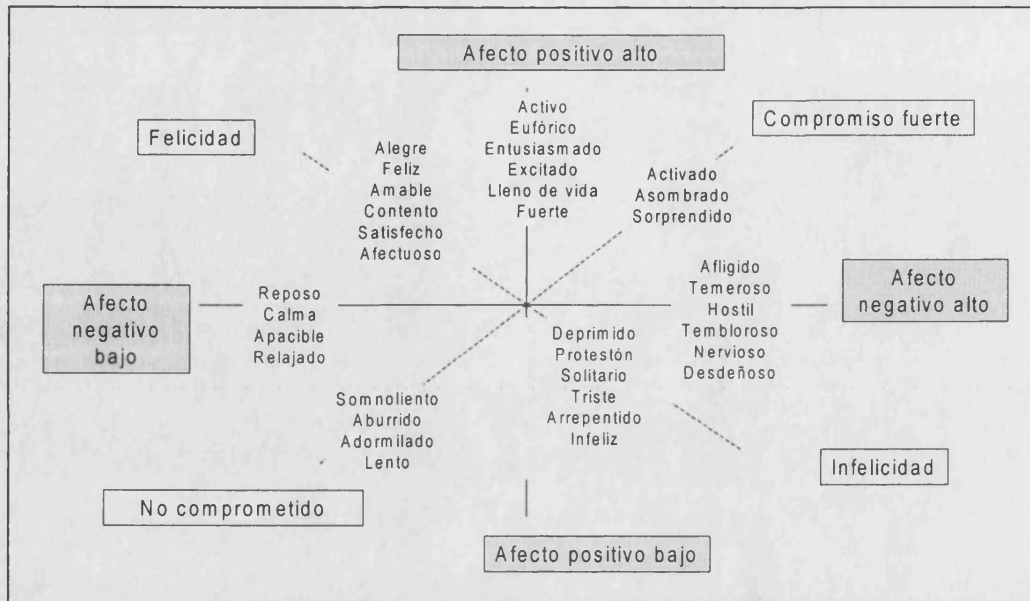 Afecto positivo alto
Felicidad
Alegre
Feliz
Amable
Contento
Satisfecho
Afectuoso
Activo
Eufórico
Entusiasmado
Excitado
Lleno de vida
Fuerte
Compromiso fuerte
Activado
Asombrado
Sorprendido
Afecto
negativo
bajo
Reposo
Calma
Apacible
Relajado
Afligido
Temeroso
Hostil
Tembloroso
Nervioso
Desdeñoso
Afecto
negativo alto
Somnoliento
Aburrido
Adormilado
Lento
Deprimido
Protestón
Solitario
Triste
Arrepentido
Infeliz
No comprometido
Infelicidad
Afecto positivo bajo